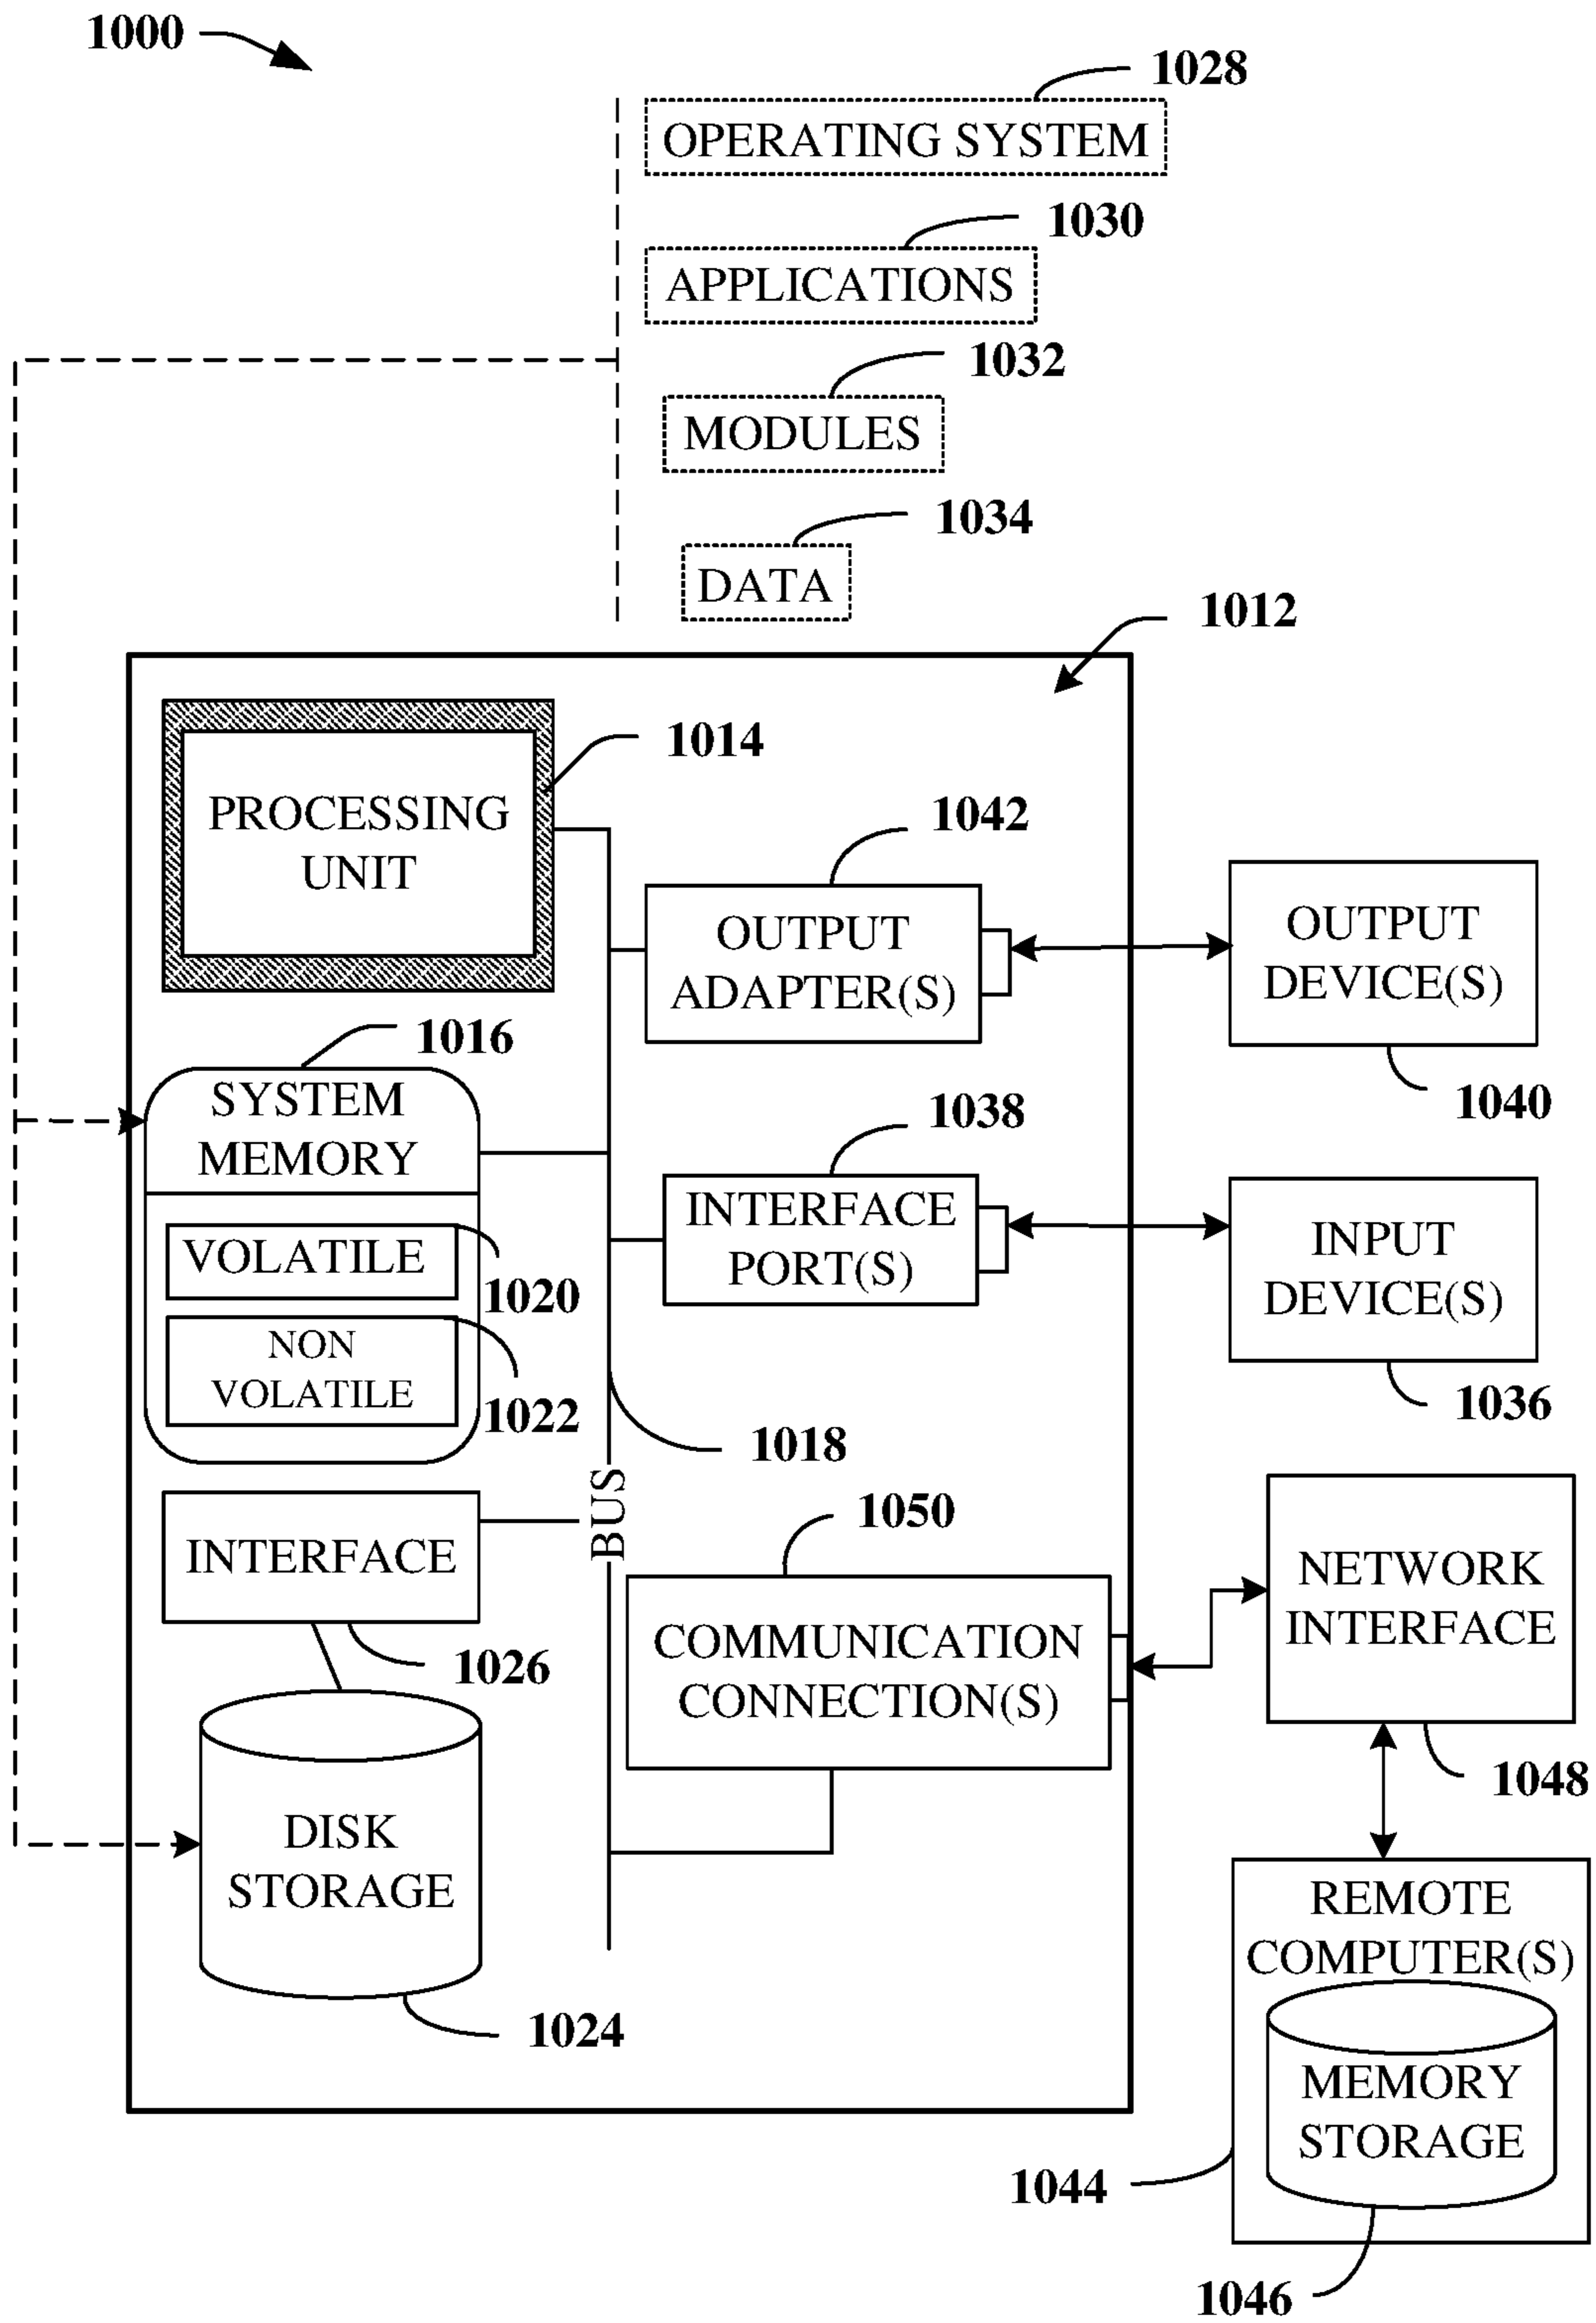 1000
1028
OPERATING SYSTEM
1030
APPLICATIONS
1032
MODULES
1034
DATA
1012
1014
PROCESSING
UNIT
1042
OUTPUT
ADAPTER(S)
OUTPUT
DEVICE(S)
1040
1016
SYSTEM
MEMORY
1038
INTERFACE
PORT(S)
INPUT
DEVICE(S)
1036
VOLATILE
1020
NON
VOLATILE
1022
1018
BUS
1050
INTERFACE
1026
COMMUNICATION
CONNECTION(S)
NETWORK
INTERFACE
1048
DISK
STORAGE
1024
REMOTE
COMPUTER(S)
MEMORY
STORAGE
1044
1046